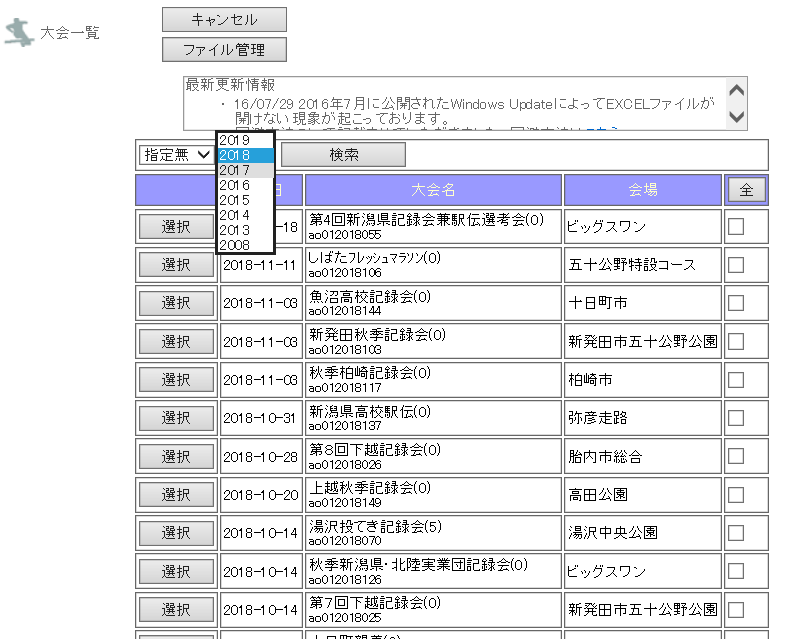 大会一覧
キャンセル
ファイル管理
最新更新情報
・ 16/07/29 2016年7月に公開されたWindows UpdateによってEXCELファイルが
開けない 現象が起こっております。
指定無
2019
2018
2017
2016
2015
2014
2013
2008
検索
日 大会名 会場 全
選択 -18 第4回新潟県記録会兼駅伝選考会(0) ビッグスワン
ao012018055
選択 2018-11-11 しばたフレッシュマラソン(0) 五十公野特設コース
ao012018106
選択 2018-11-03 魚沼高校記録会(0) 十日町市
ao012018144
選択 2018-11-03 新発田秋季記録会(0) 新発田市五十公野公園
ao012018103
選択 2018-11-03 秋季柏崎記録会(0) 柏崎市
ao012018117
選択 2018-10-31 新潟県高校駅伝(0) 弥彦走路
ao012018137
選択 2018-10-28 第8回下越記録会(0) 胎内市総合
ao012018026
選択 2018-10-20 上越秋季記録会(0) 高田公園
ao012018149
選択 2018-10-14 湯沢投てき記録会(5) 湯沢中央公園
ao012018070
選択 2018-10-14 秋季新潟県・北陸実業団記録会(0) ビッグスワン
ao012018126
選択 2018-10-14 第7回下越記録会(0) 新発田市五十公野公園
ao012018025